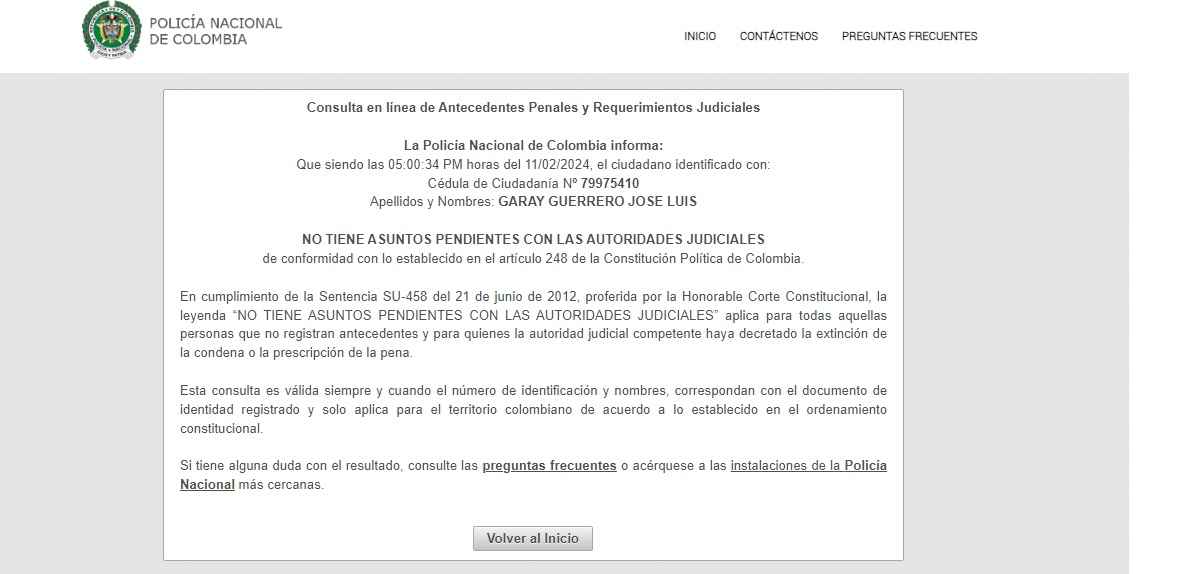 POLICÍA NACIONAL
DE COLOMBIA
INICIO CONTÁCTENOS PREGUNTAS FRECUENTES
Consulta en línea de Antecedentes Penales y Requerimientos Judiciales
La Policía Nacional de Colombia informa:
Que siendo las 05:00:34 PM horas del 11/02/2024, el ciudadano identificado con:
Cédula de Ciudadanía Nº 79975410
Apellidos y Nombres: GARAY GUERRERO JOSE LUIS
NO TIENE ASUNTOS PENDIENTES CON LAS AUTORIDADES JUDICIALES
de conformidad con lo establecido en el artículo 248 de la Constitución Política de Colombia.
En cumplimiento de la Sentencia SU-458 del 21 de junio de 2012, proferida por la Honorable Corte Constitucional, la
leyenda “NO TIENE ASUNTOS PENDIENTES CON LAS AUTORIDADES JUDICIALES” aplica para todas aquellas
personas que no registran antecedentes y para quienes la autoridad judicial competente haya decretado la extinción de
la condena o la prescripción de la pena.
Esta consulta es válida siempre y cuando el número de identificación y nombres, correspondan con el documento de
identidad registrado y solo aplica para el territorio colombiano de acuerdo a lo establecido en el ordenamiento
constitucional.
Si tiene alguna duda con el resultado, consulte las preguntas frecuentes o acérquese a las instalaciones de la Policía
Nacional más cercanas.
Volver al Inicio